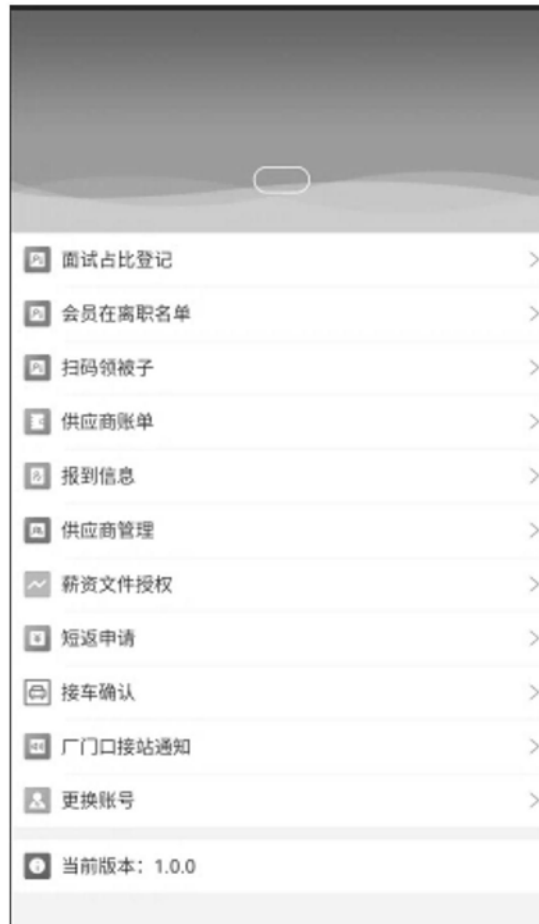 面试占比登记
会员在离职名单
扫码领被子
供应商账单
报到信息
供应商管理
薪资文件授权
短返申请
接车确认
厂门口接站通知
更换账号
当前版本：1.0.0